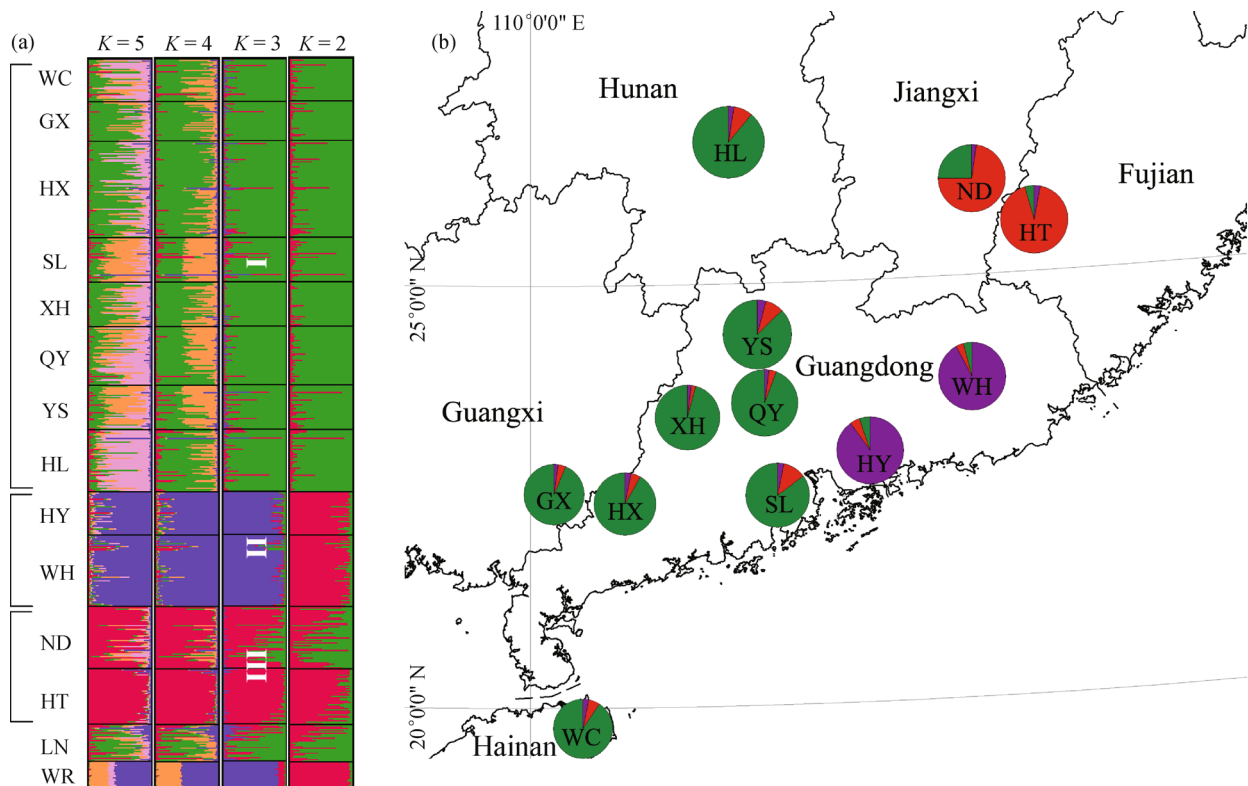 (a)
K = 5 K = 4 K = 3 K = 2
WC
GX
HX
SL
XH
QY
YS
HL
HY
WH
ND
HT
LN
WR
I
II
III
(b)
110°0'0" E
25°0'0" N
20°0'0" N
Hunan
Jiangxi
Fujian
Guangxi
Guangdong
Hainan
HL
ND
HT
YS
WH
QY
XH
HY
GX
HX
SL
WC